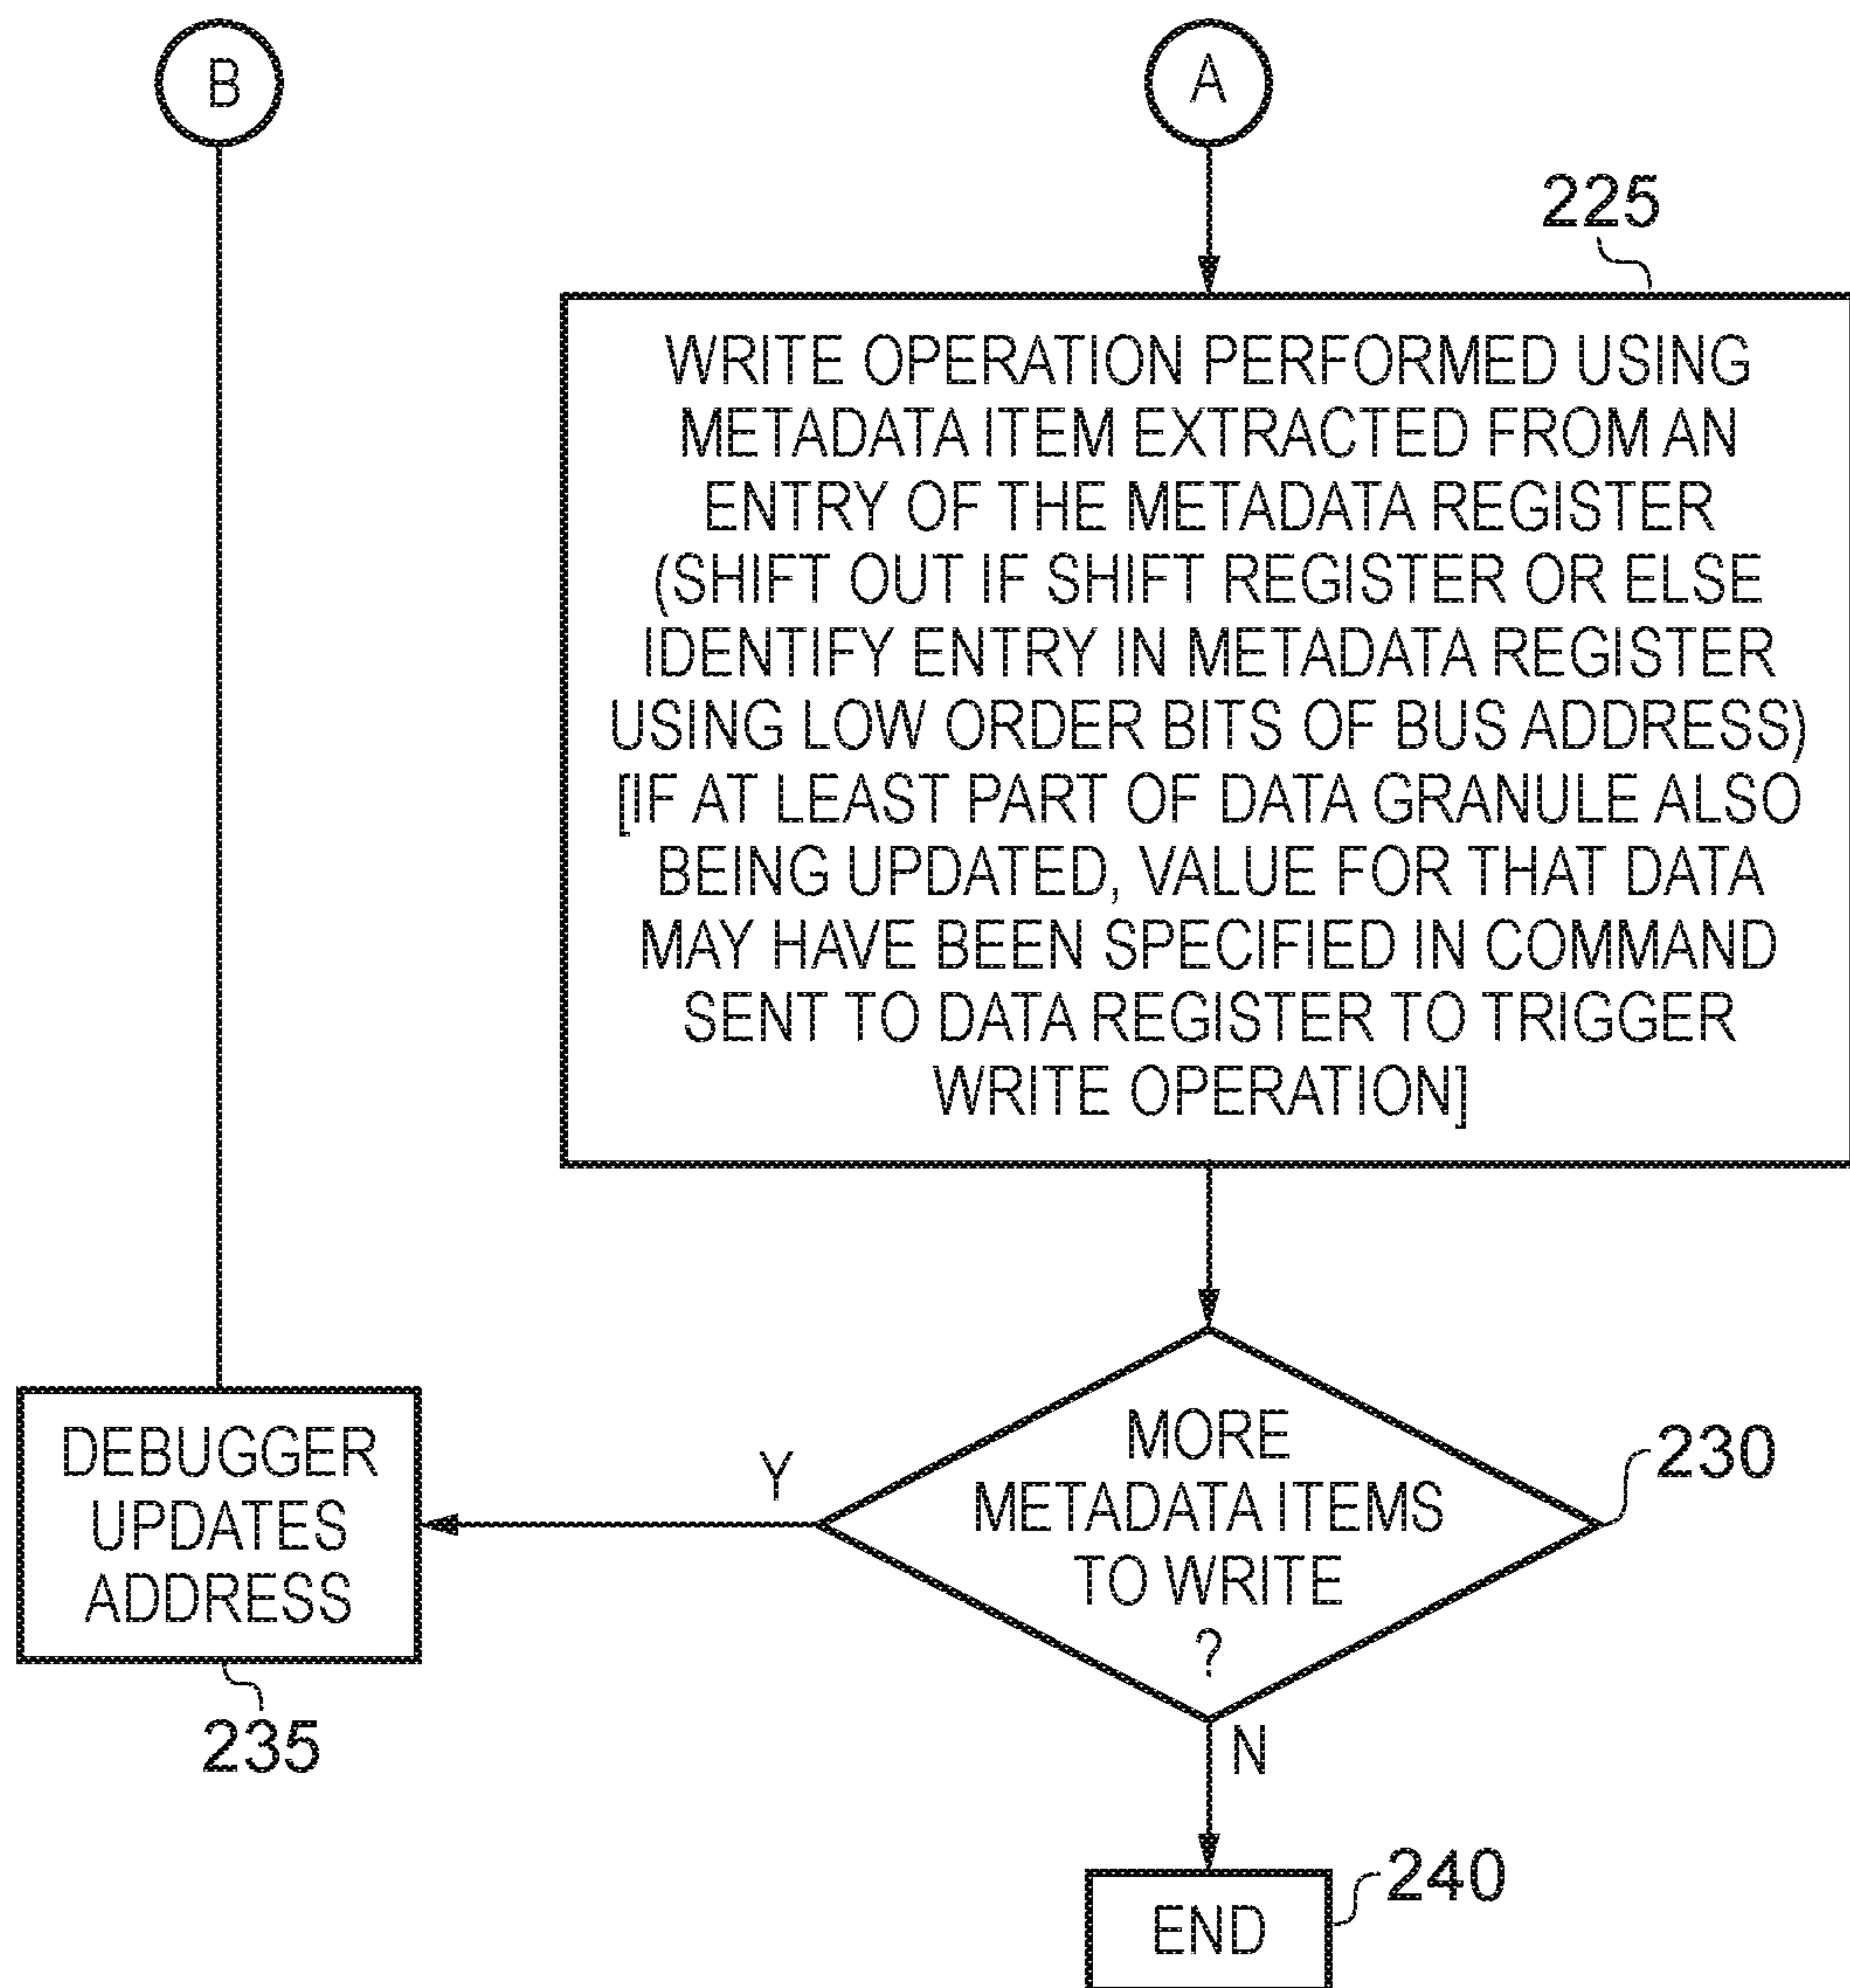 B
A
225
WRITE OPERATION PERFORMED USING
METADATA ITEM EXTRACTED FROM AN
ENTRY OF THE METADATA REGISTER
(SHIFT OUT IF SHIFT REGISTER OR ELSE
IDENTIFY ENTRY IN METADATA REGISTER
USING LOW ORDER BITS OF BUS ADDRESS)
[IF AT LEAST PART OF DATA GRANULE ALSO
BEING UPDATED, VALUE FOR THAT DATA
MAY HAVE BEEN SPECIFIED IN COMMAND
SENT TO DATA REGISTER TO TRIGGER
WRITE OPERATION]
MORE
METADATA ITEMS
TO WRITE
?
230
Y
DEBUGGER
UPDATES
ADDRESS
235
N
END
240